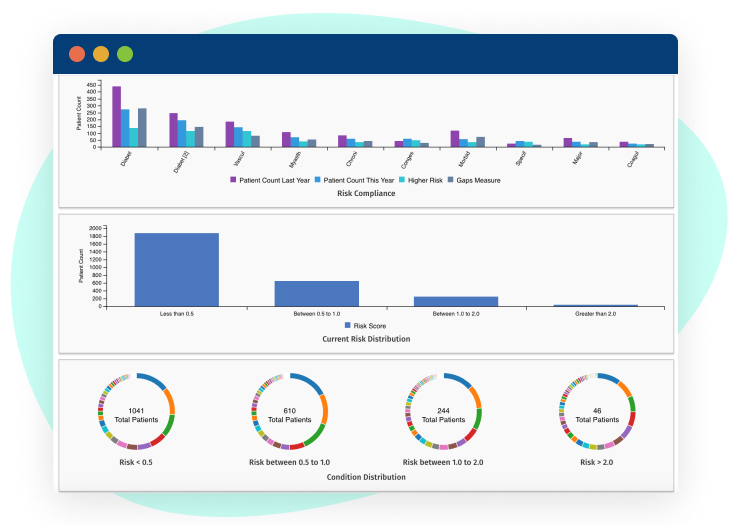 450
400
350
300
250
200
150
100
50
0
Patient Count
Diabet
Diabet [2]
Vascul
Myeloth
Chron
Conges
Morbid
Specif
Major
Coagul
Patient Count Last Year Patient Count This Year Higher Risk Gaps Measure
Risk Compliance
2000
1800
1600
1400
1200
1000
800
600
400
200
0
Patient Count
Less than 0.5 Between 0.5 to 1.0 Between 1.0 to 2.0 Greater than 2.0
Risk Score
Current Risk Distribution
1041 610 244 46
Total Patients Total Patients Total Patients Total Patients
Risk < 0.5 Risk between 0.5 to 1.0 Risk between 1.0 to 2.0 Risk > 2.0
Condition Distribution